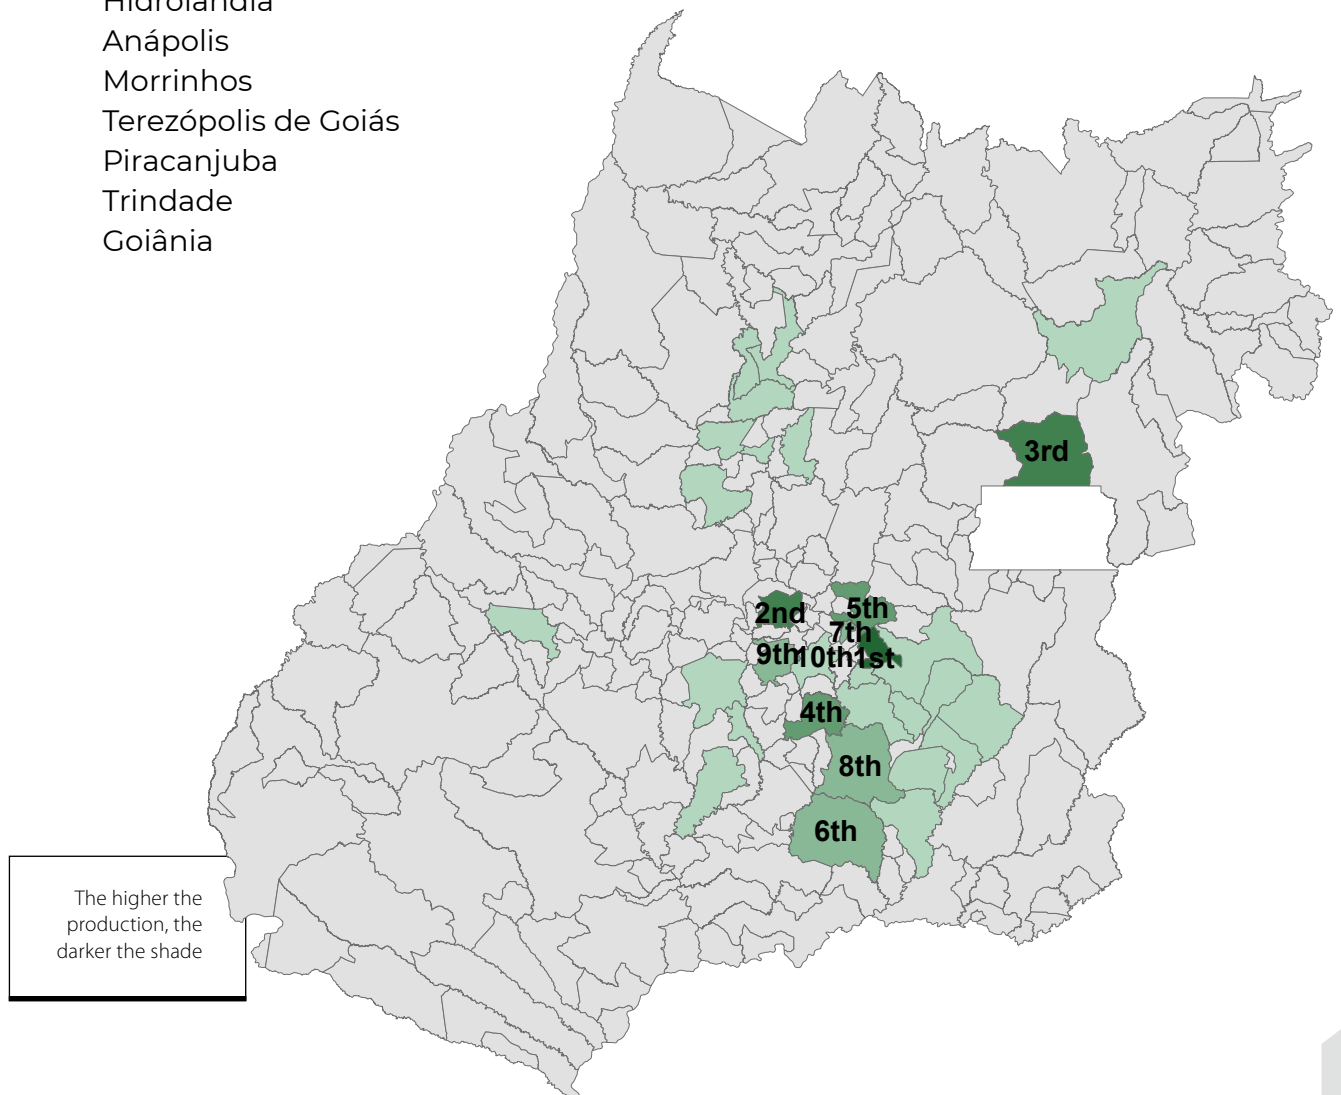 Hidrolândia
Anápolis
Morrinhos
Terezópolis de Goiás
Piracanjuba
Trindade
Goiânia
3rd
2nd
5th
7th
9th
10th
1st
4th
8th
6th
The higher the
production, the
darker the shade